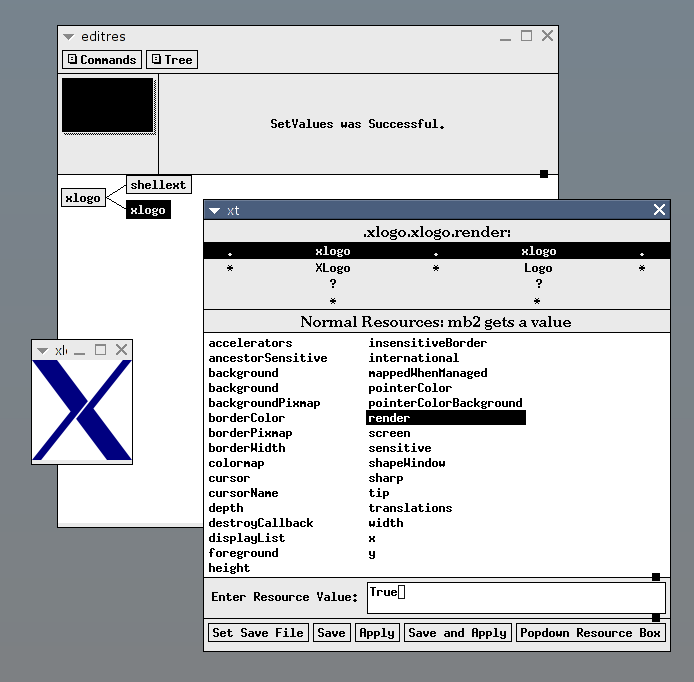 editres
Commands Tree
SetValues was Successful.
shellext
xlogo
xlogo
xt
.xlogo.xlogo.render:
. xlogo . xlogo .
* XLogo * Logo *
? ?
* *
Normal Resources: mb2 gets a value
accelerators insensitiveBorder
ancestorSensitive international
background mappedWhenManaged
background pointerColor
backgroundPixmap pointerColorBackground
borderColor render
borderPixmap screen
borderWidth sensitive
colormap shapeWindow
cursor sharp
cursorName tip
depth translations
destroyCallback width
displayList x
foreground y
height
xl
Enter Resource Value: True
Set Save File Save Apply Save and Apply Popdown Resource Box